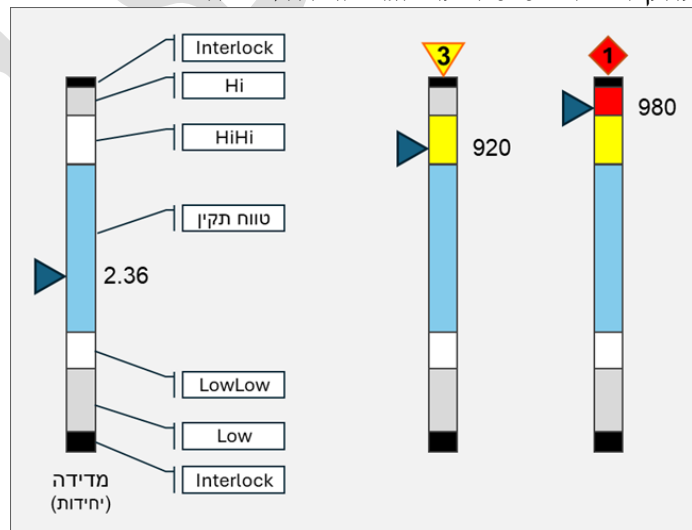 Interlock
Hi
HiHi
טווח תקין
2.36
LowLow
Low
Interlock
מדידה
(יחידות)
3
920
1
980